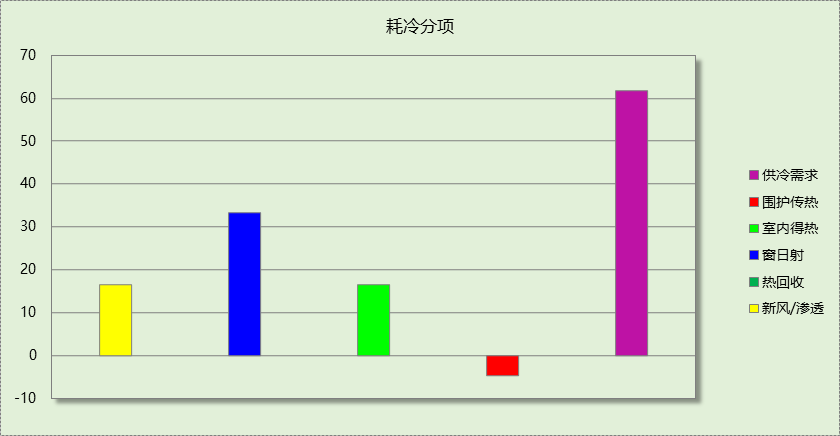 耗冷分项
70
60
50
40
30
20
10
0
-10
供冷需求
围护传热
室内得热
窗日射
热回收
新风/渗透